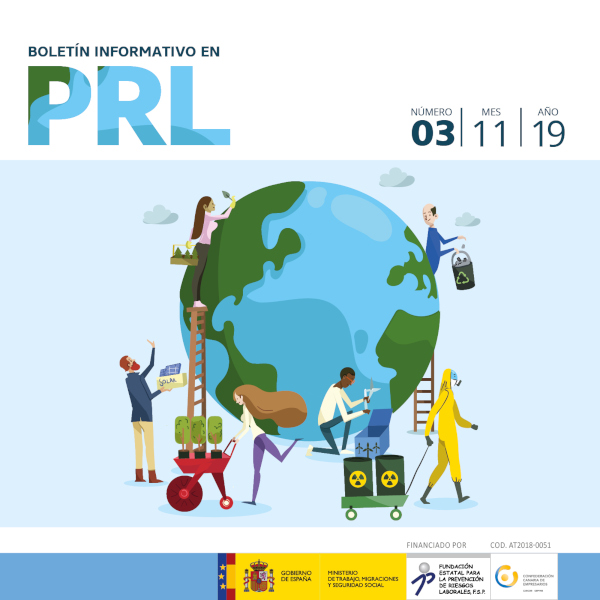 BOLETÍN INFORMATIVO EN
PRL
NÚMERO MES AÑO
03 11 19
SOLAR
FINANCIADO POR COD. AT2018-0051
GOBIERNO
DE ESPAÑA
MINISTERIO
DE TRABAJO, MIGRACIONES
Y SEGURIDAD SOCIAL
FUNDACIÓN
ESTATAL PARA
LA PREVENCIÓN
DE RIESGOS
LABORALES, F.S.P.
CONFEDERACIÓN
CANARIA DE
EMPRESARIOS